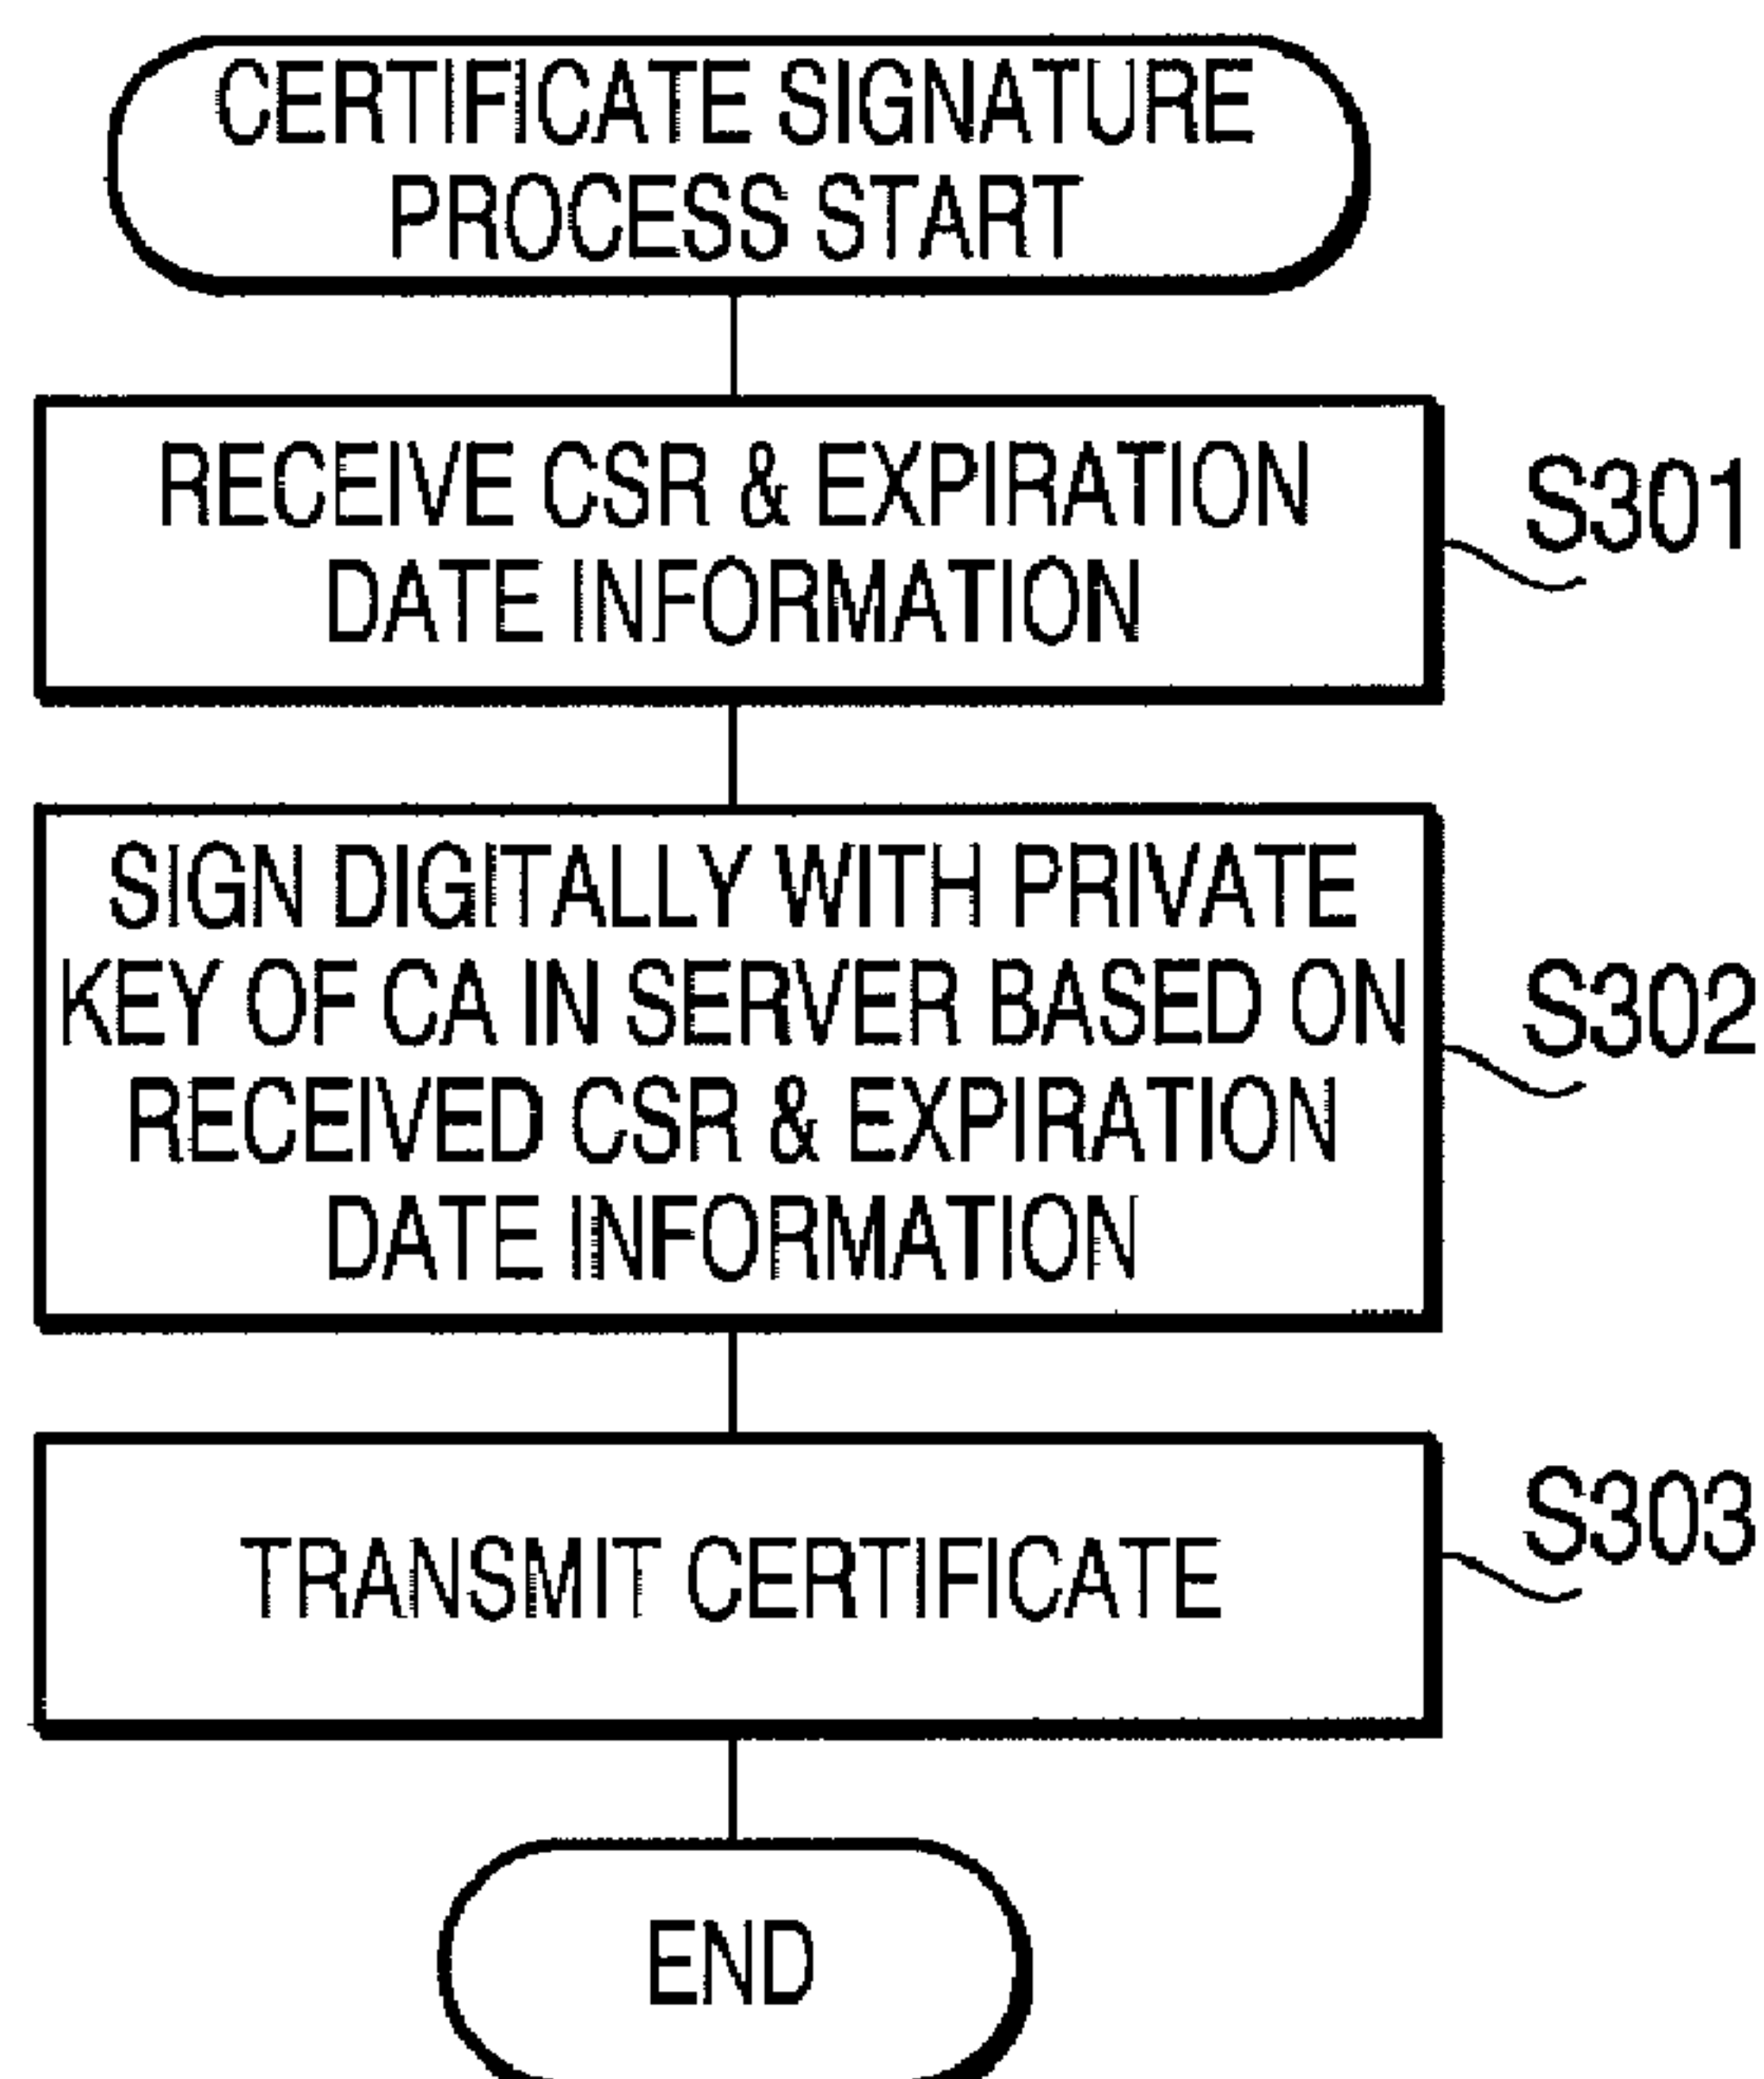 CERTIFICATE SIGNATURE
PROCESS START
RECEIVE CSR & EXPIRATION
DATE INFORMATION
S301
SIGN DIGITALLY WITH PRIVATE
KEY OF CA IN SERVER BASED ON
RECEIVED CSR & EXPIRATION
DATE INFORMATION
S302
TRANSMIT CERTIFICATE
S303
END